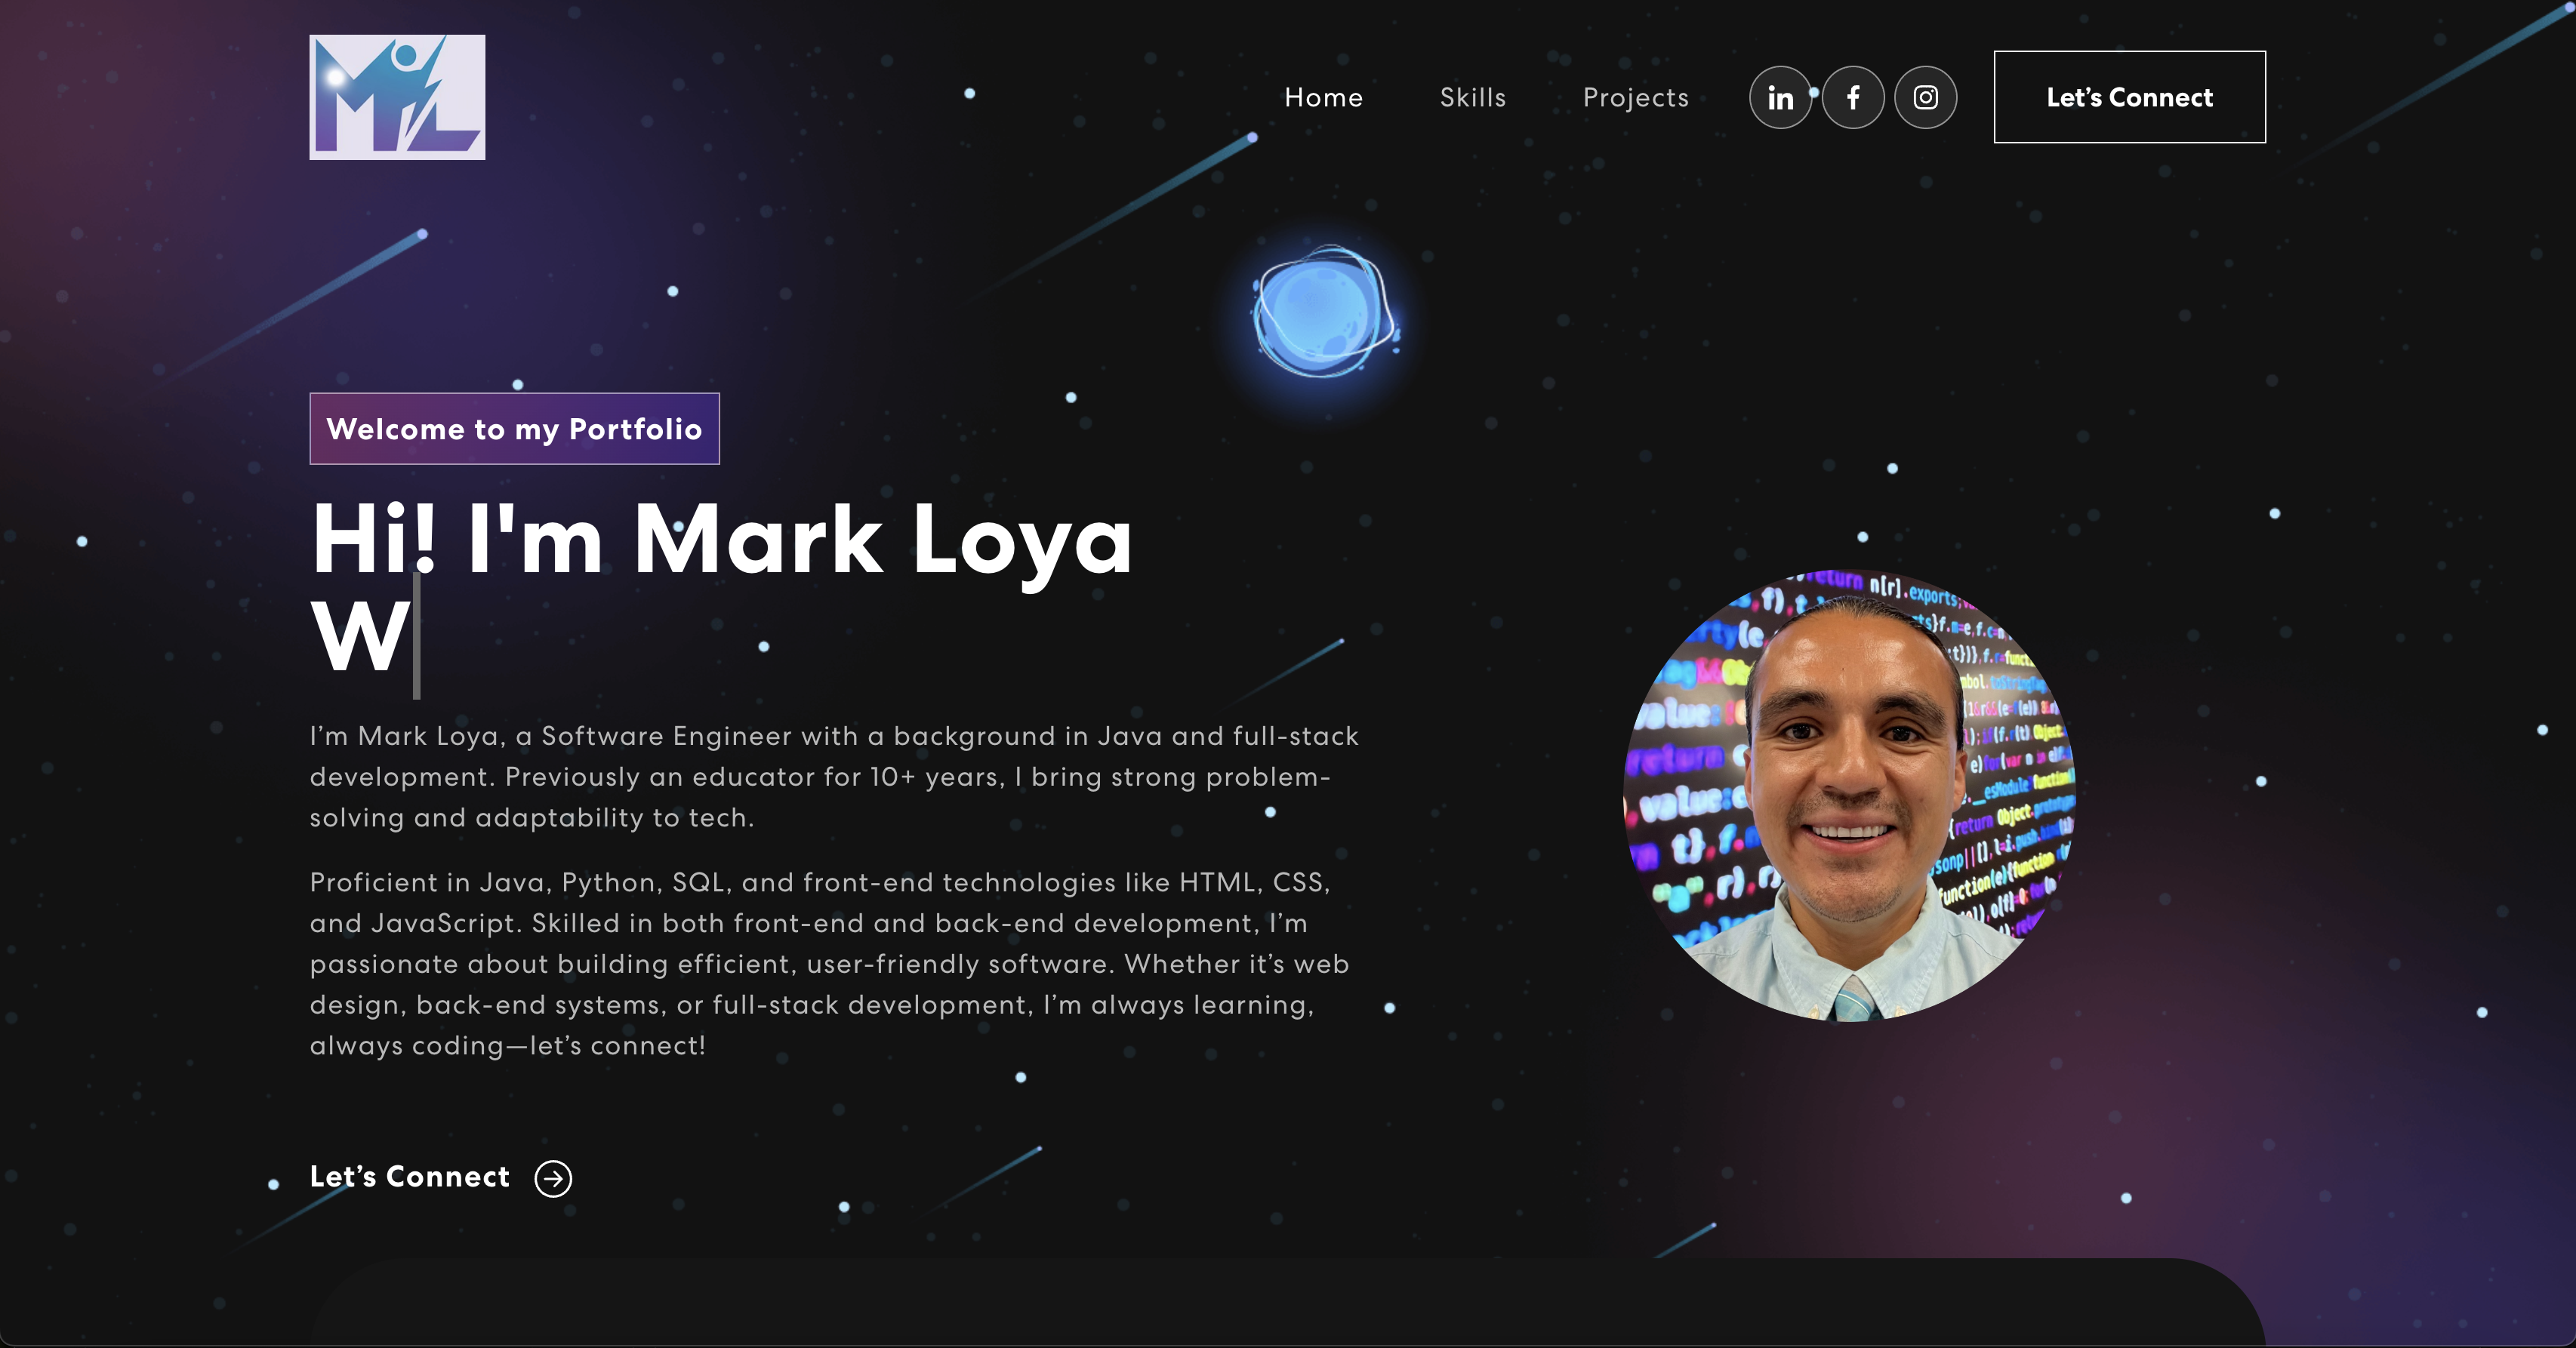 ML
Home
Skills
Projects
in
f
Let’s Connect
Welcome to my Portfolio
Hi! I'm Mark Loya
W
I’m Mark Loya, a Software Engineer with a background in Java and full-stack
development. Previously an educator for 10+ years, I bring strong problem-
solving and adaptability to tech.
Proficient in Java, Python, SQL, and front-end technologies like HTML, CSS,
and JavaScript. Skilled in both front-end and back-end development, I’m
passionate about building efficient, user-friendly software. Whether it’s web
design, back-end systems, or full-stack development, I’m always learning,
always coding—let’s connect!
Let’s Connect